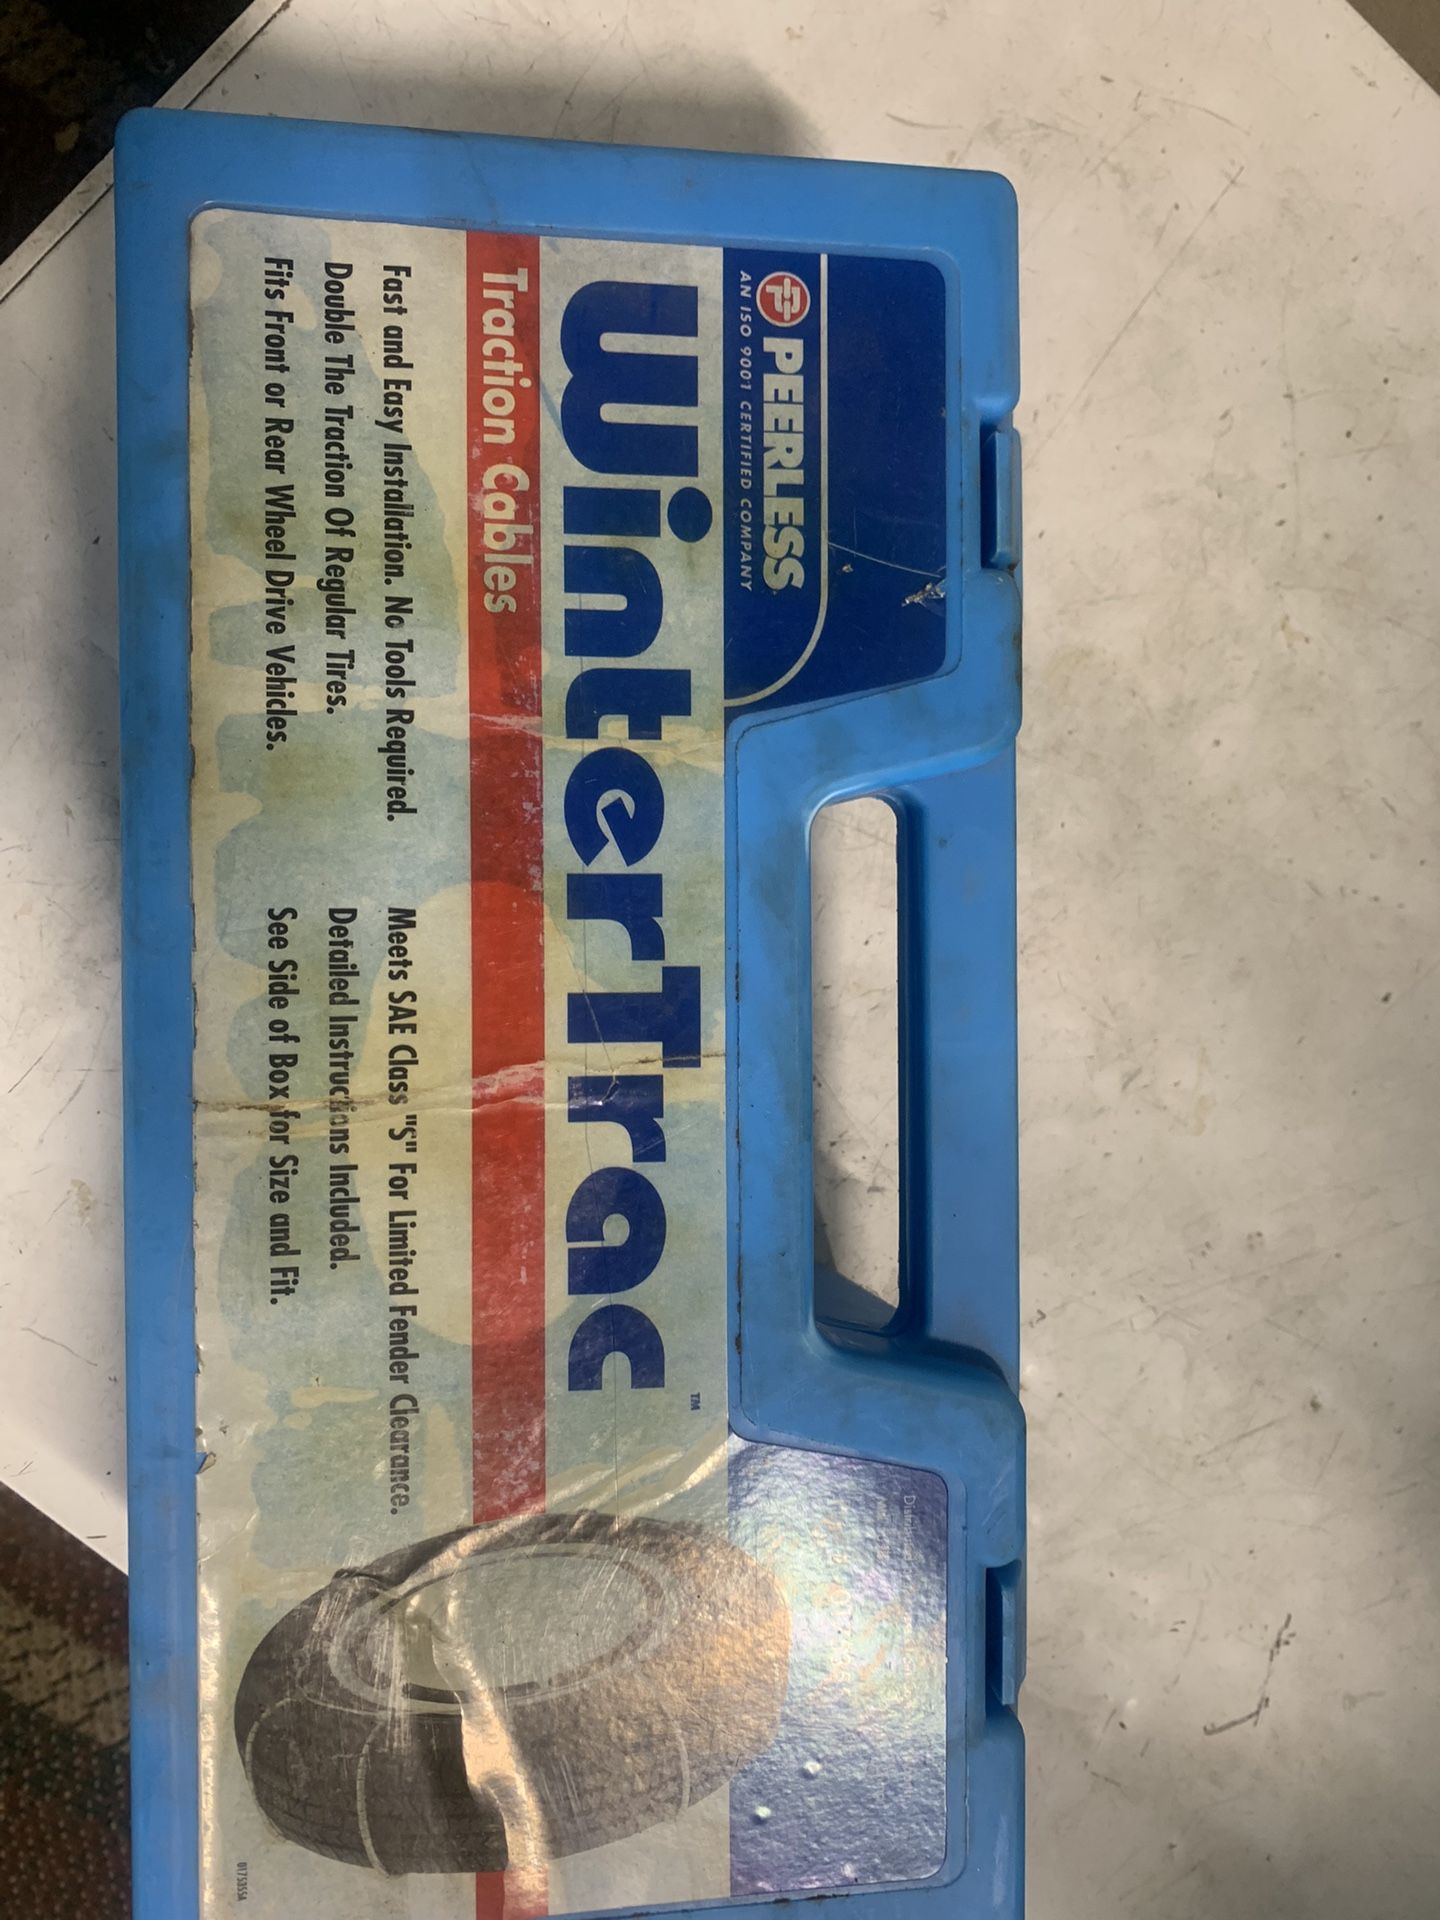 PEERLESS
AN ISO 9001 CERTIFIED COMPANY
WinterTrac™
Traction Cables
Fast and Easy Installation. No Tools Required.
Double The Traction Of Regular Tires.
Fits Front or Rear Wheel Drive Vehicles.
Meets SAE Class "S" For Limited Fender Clearance.
Detailed Instructions Included.
See Side of Box for Size and Fit.